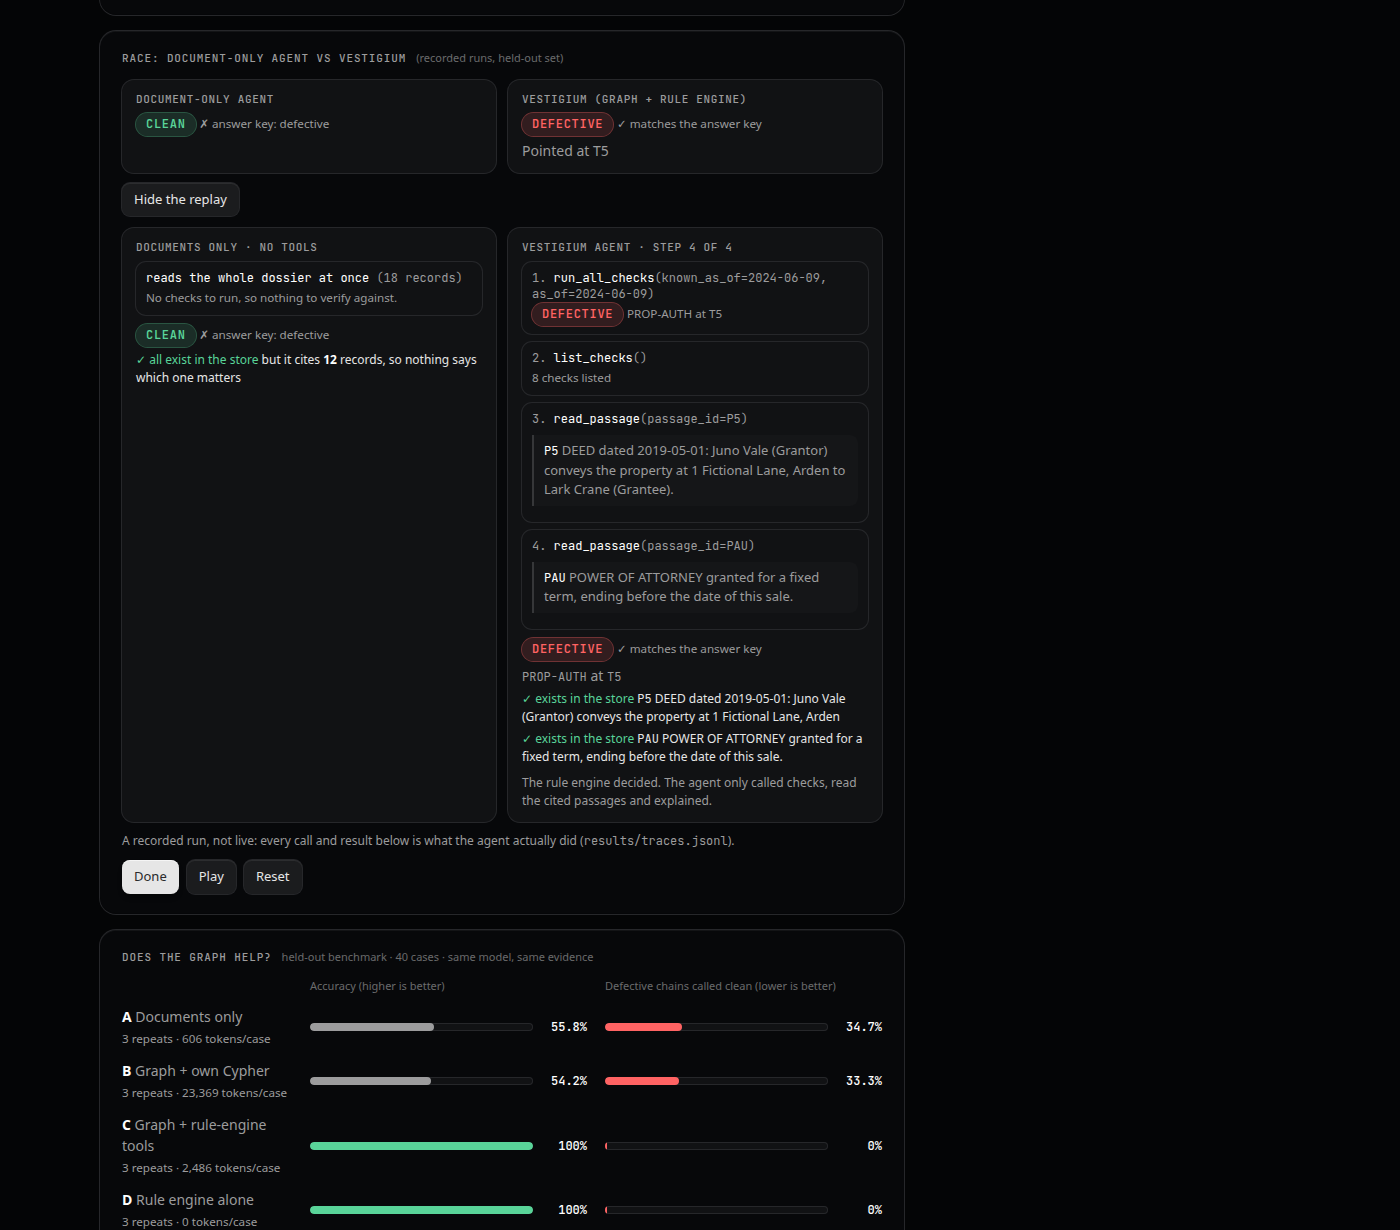 RACE: DOCUMENT-ONLY AGENT VS VESTIGIUM (recorded runs, held-out set)
DOCUMENT-ONLY AGENT
CLEAN ✗ answer key: defective
VESTIGIUM (GRAPH + RULE ENGINE)
DEFECTIVE ✓ matches the answer key
Pointed at T5
Hide the replay
DOCUMENTS ONLY · NO TOOLS
reads the whole dossier at once (18 records)
No checks to run, so nothing to verify against.
CLEAN ✗ answer key: defective
✓ all exist in the store but it cites 12 records, so nothing says
which one matters
VESTIGIUM AGENT · STEP 4 OF 4
1. run_all_checks(known_as_of=2024-06-09,
as_of=2024-06-09)
DEFECTIVE PROP-AUTH at T5
2. list_checks()
8 checks listed
3. read_passage(passage_id=P5)
P5 DEED dated 2019-05-01: Juno Vale (Grantor)
conveys the property at 1 Fictional Lane, Arden to
Lark Crane (Grantee).
4. read_passage(passage_id=PAU)
PAU POWER OF ATTORNEY granted for a fixed
term, ending before the date of this sale.
DEFECTIVE ✓ matches the answer key
PROP-AUTH at T5
✓ exists in the store P5 DEED dated 2019-05-01: Juno Vale
(Grantor) conveys the property at 1 Fictional Lane, Arden
✓ exists in the store PAU POWER OF ATTORNEY granted for a
fixed term, ending before the date of this sale.
The rule engine decided. The agent only called checks, read
the cited passages and explained.
A recorded run, not live: every call and result below is what the agent actually did (results/traces.jsonl).
Done Play Reset
DOES THE GRAPH HELP? held-out benchmark · 40 cases · same model, same evidence
Accuracy (higher is better) Defective chains called clean (lower is better)
A Documents only
3 repeats · 606 tokens/case
55.8% 34.7%
B Graph + own Cypher
3 repeats · 23,369 tokens/case
54.2% 33.3%
C Graph + rule-engine
tools
3 repeats · 2,486 tokens/case
100% 0%
D Rule engine alone
3 repeats · 0 tokens/case
100% 0%